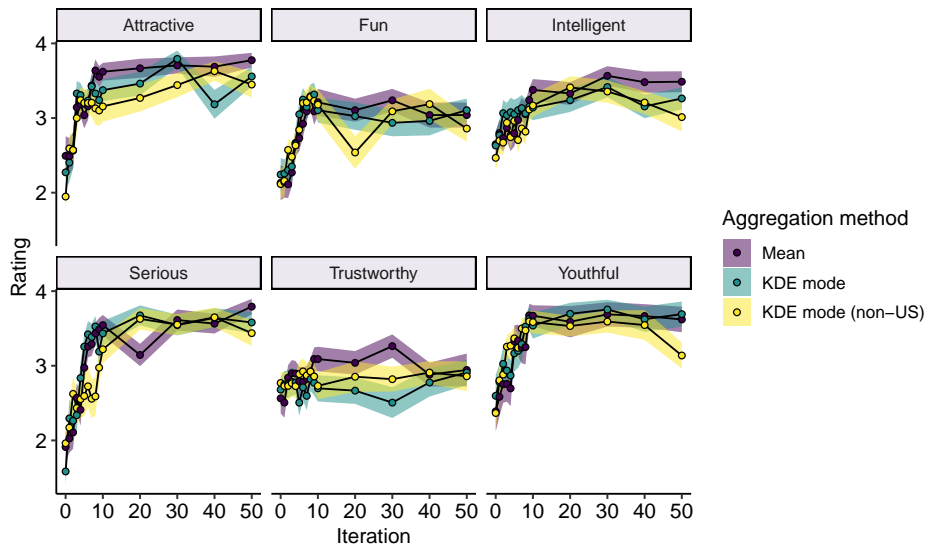 Attractive Fun Intelligent
4
3
2
Rating
Serious Trustworthy Youthful
4
3
2
0 10 20 30 40 50 0 10 20 30 40 50 0 10 20 30 40 50
Iteration
Aggregation method
Mean
KDE mode
KDE mode (non−US)